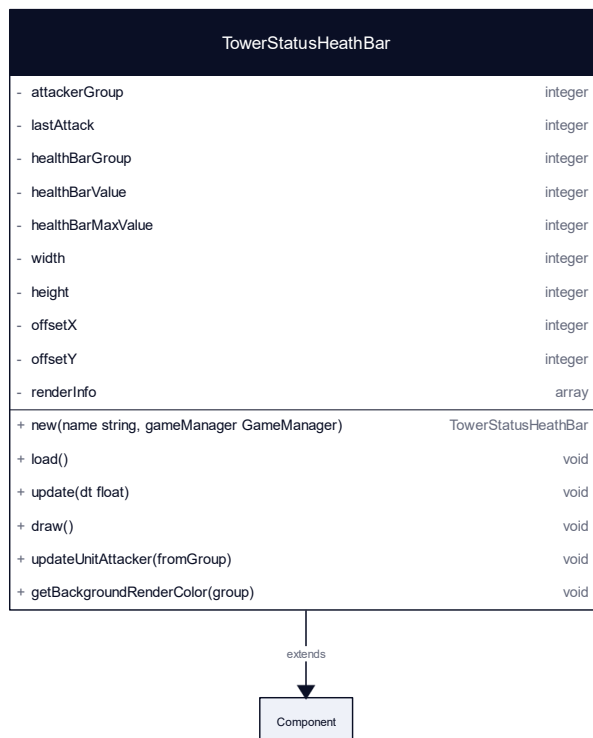 TowerStatusHeathBar
- attackerGroup integer
- lastAttack integer
- healthBarGroup integer
- healthBarValue integer
- healthBarMaxValue integer
- width integer
- height integer
- offsetX integer
- offsetY integer
- renderInfo array
+ new(name string, gameManager GameManager) TowerStatusHeathBar
+ load() void
+ update(dt float) void
+ draw() void
+ updateUnitAttacker(fromGroup) void
+ getBackgroundRenderColor(group) void
extends
Component